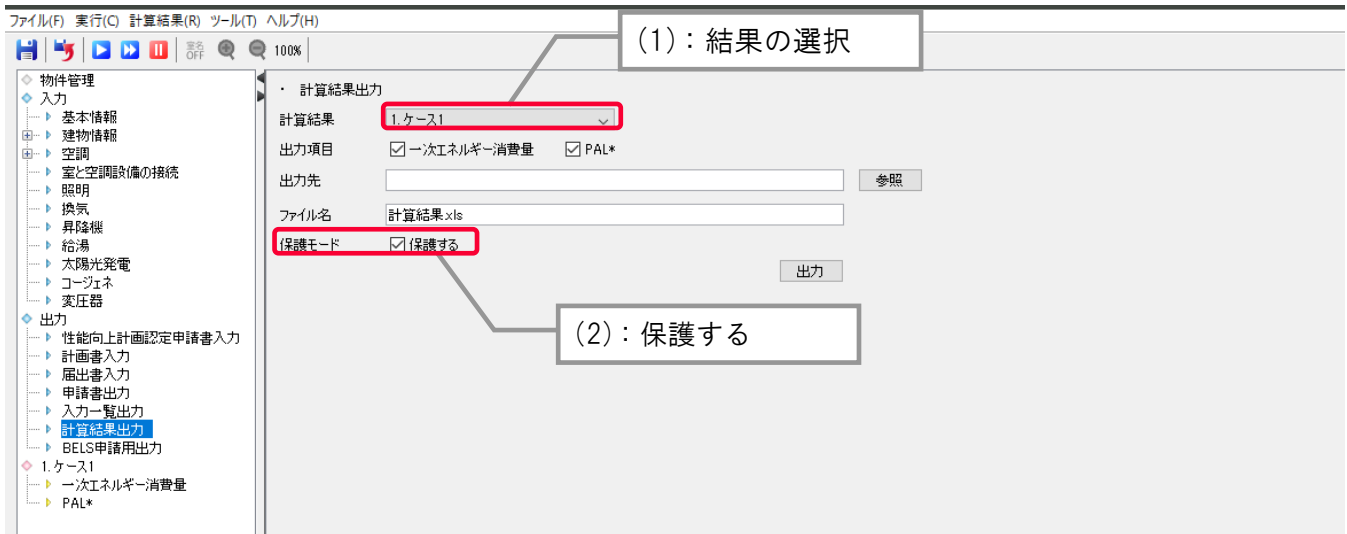 ファイル(F) 実行(C) 計算結果(R) ツール(T) ヘルプ(H)
室名
OFF
100%
(1)：結果の選択
物件管理
入力
基本情報
建物情報
空調
室と空調設備の接続
照明
換気
昇降機
給湯
太陽光発電
コージェネ
変圧器
出力
性能向上計画認定申請書入力
計画書入力
届出書入力
申請書出力
入力一覧出力
計算結果出力
BELS申請用出力
1.ケース1
一次エネルギー消費量
PAL*
・ 計算結果出力
計算結果 1.ケース1
出力項目 一次エネルギー消費量 PAL*
出力先 参照
ファイル名 計算結果.xls
保護モード 保護する
出力
(2)：保護する